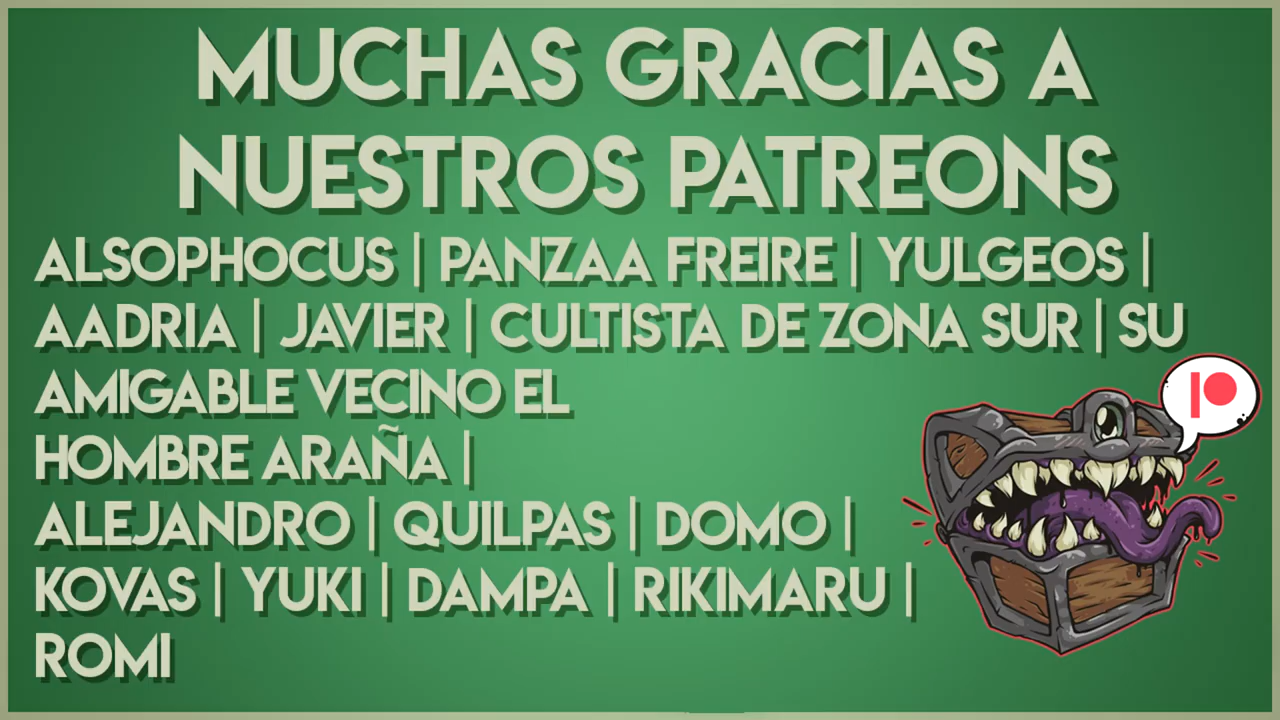 MUCHAS GRACIAS A
NUESTROS PATREONS
ALSOPHOCUS | PANZAA FREIRE | YULGEOS |
AADRIA | JAVIER | CULTISTA DE ZONA SUR | SU
AMIGABLE VECINO EL
HOMBRE ARAÑA |
ALEJANDRO | QUILPAS | DOMO |
KOVAS | YUKI | DAMPA | RIKIMARU |
ROMI